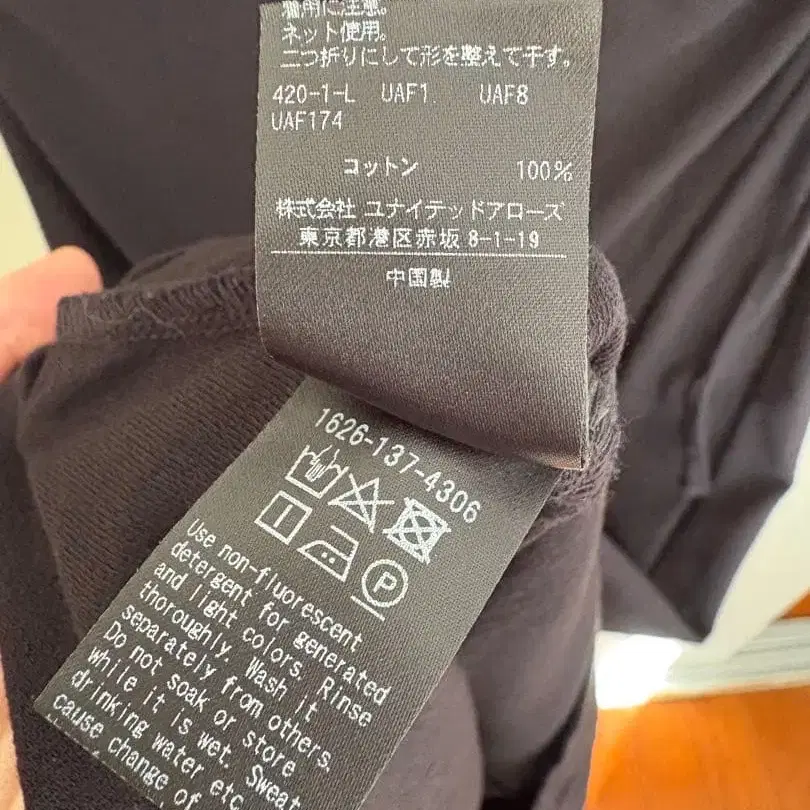 着用に注意。
ネット使用。
二つ折りにして形を整えて干す。
420-1-L UAF1 UAF8
UAF174
コットン 100%
株式会社 ユナイテッドアローズ
東京都港区赤坂 8-1-19
中国製
1626-137-4306
P
Use non-fluorescent
detergent for generated
and light colors. Rinse
thoroughly. Wash it
separately from others.
Do not soak or store
while it is wet. Sweat
drinking water etc
cause change of